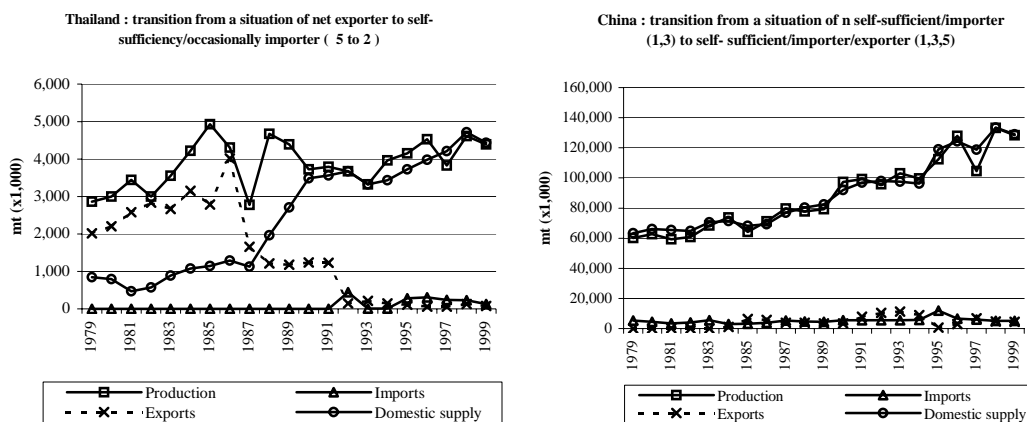 Thailand : transition from a situation of net exporter to self-
sufficiency/occasionally importer ( 5 to 2 )
6,000
5,000
4,000
3,000
2,000
1,000
0
mt (x1,000)
1979
1981
1983
1985
1987
1989
1991
1993
1995
1997
1999
Production
Imports
Exports
Domestic supply
China : transition from a situation of n self-sufficient/importer
(1,3) to self- sufficient/importer/exporter (1,3,5)
160,000
140,000
120,000
100,000
80,000
60,000
40,000
20,000
0
mt (x1,000)
1979
1981
1983
1985
1987
1989
1991
1993
1995
1997
1999
Production
Imports
Exports
Domestic supply